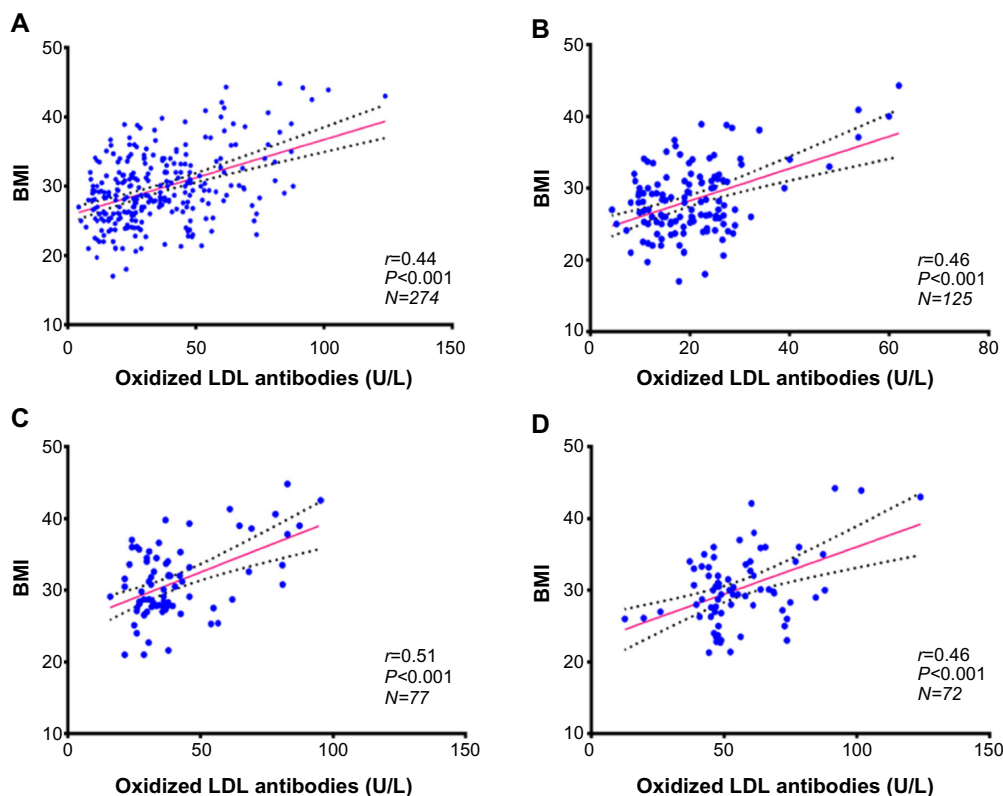 A
50
40
30
20
10
BMI
0
50
100
150
Oxidized LDL antibodies (U/L)
r=0.44
P<0.001
N=274
B
50
40
30
20
10
BMI
0
20
40
60
80
Oxidized LDL antibodies (U/L)
r=0.46
P<0.001
N=125
C
50
40
30
20
10
BMI
0
50
100
150
Oxidized LDL antibodies (U/L)
r=0.51
P<0.001
N=77
D
50
40
30
20
10
BMI
0
50
100
150
Oxidized LDL antibodies (U/L)
r=0.46
P<0.001
N=72